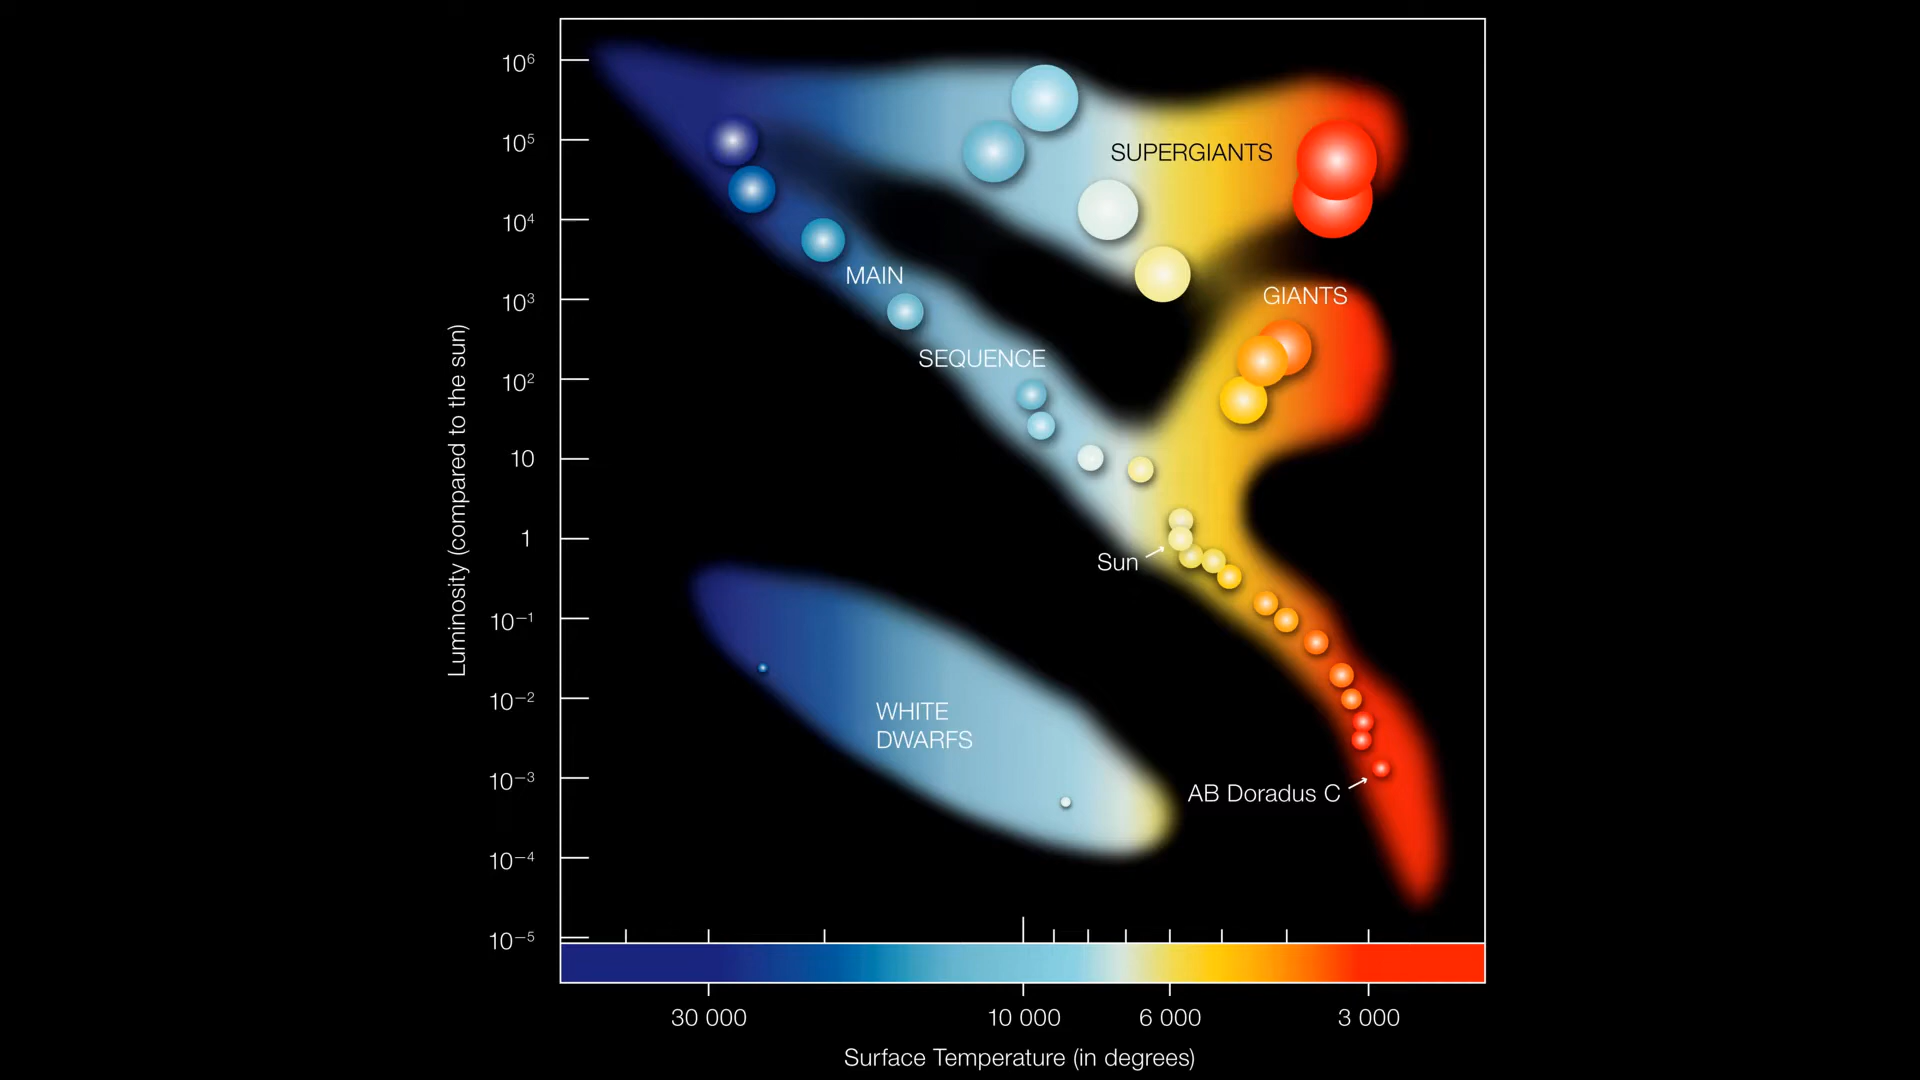 10⁶
10⁵
SUPERGIANTS
10⁴
MAIN
10³
GIANTS
SEQUENCE
10²
10
1
Sun
10⁻¹
10⁻²
WHITE
DWARFS
10⁻³
AB Doradus C
10⁻⁴
10⁻⁵
Luminosity (compared to the sun)
30 000 10 000 6 000 3 000
Surface Temperature (in degrees)